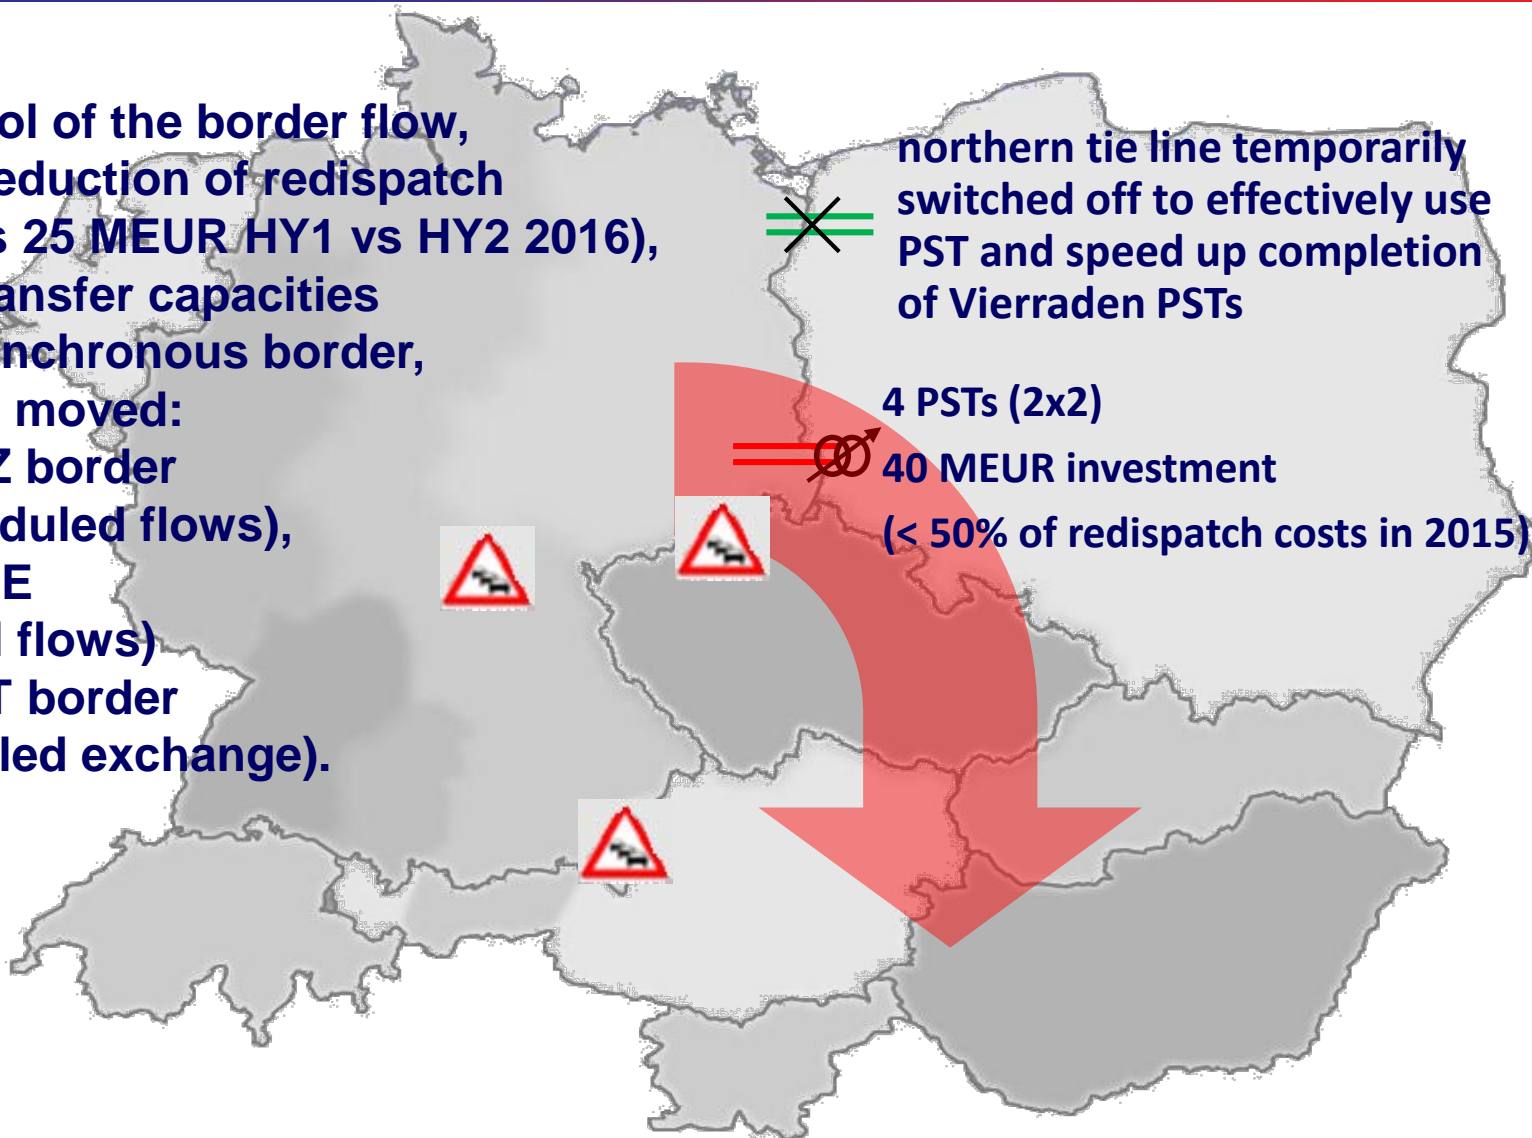 ol of the border flow,
eduction of redispatch
s 25 MEUR HY1 vs HY2 2016),
ansfer capacities
nchronous border,
moved:
Z border
duled flows),
E
l flows)
T border
led exchange).
northern tie line temporarily
switched off to effectively use
PST and speed up completion
of Vierraden PSTs
4 PSTs (2x2)
40 MEUR investment
(< 50% of redispatch costs in 2015)